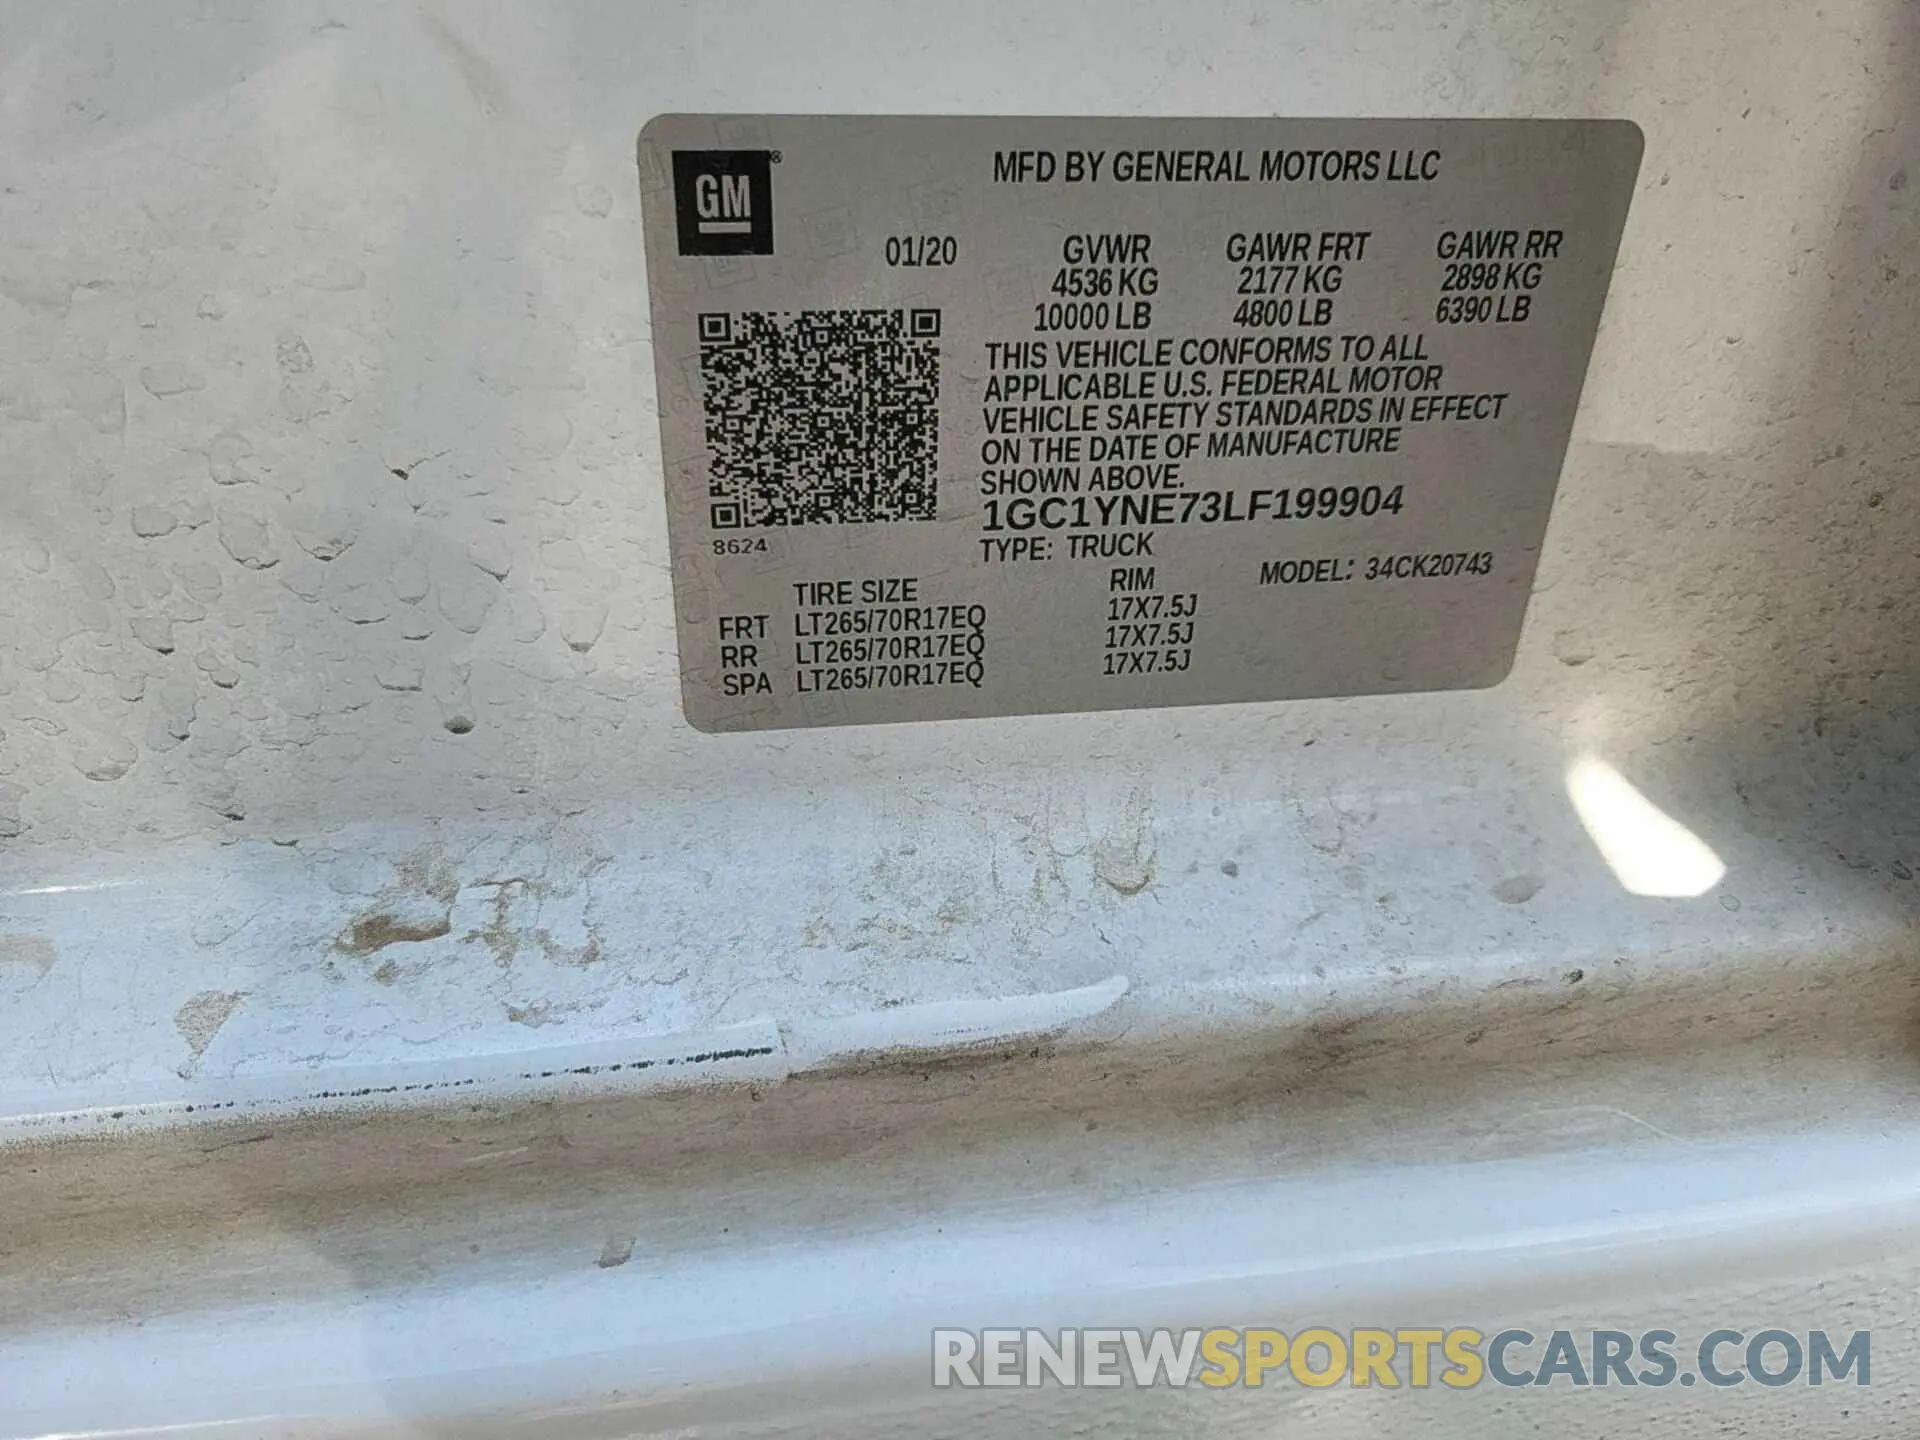 GM®
MFD BY GENERAL MOTORS LLC
01/20 GVWR GAWR FRT GAWR RR
4536 KG 2177 KG 2898 KG
10000 LB 4800 LB 6390 LB
THIS VEHICLE CONFORMS TO ALL
APPLICABLE U.S. FEDERAL MOTOR
VEHICLE SAFETY STANDARDS IN EFFECT
ON THE DATE OF MANUFACTURE
SHOWN ABOVE.
1GC1YNE73LF199904
8624
TYPE: TRUCK
MODEL: 34CK20743
TIRE SIZE RIM
FRT LT265/70R17EQ 17X7.5J
RR LT265/70R17EQ 17X7.5J
SPA LT265/70R17EQ 17X7.5J
RENEWSPORTSCARS.COM